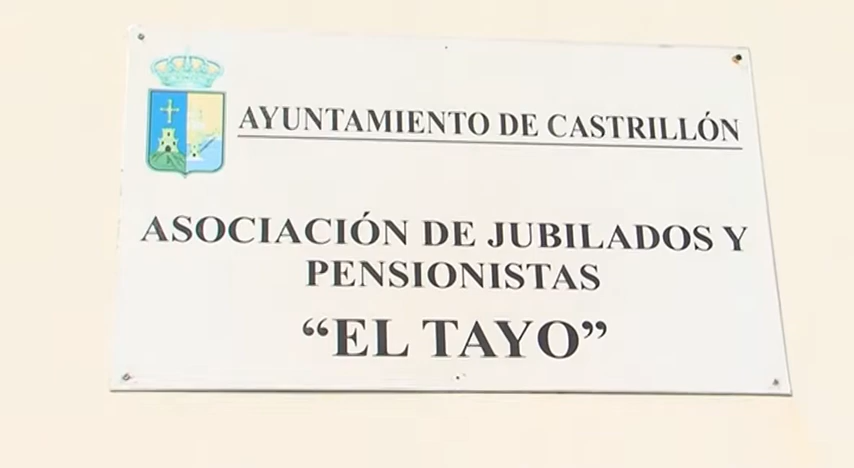 AYUNTAMIENTO DE CASTRILLÓN
ASOCIACIÓN DE JUBILADOS Y
PENSIONISTAS
“EL TAYO”